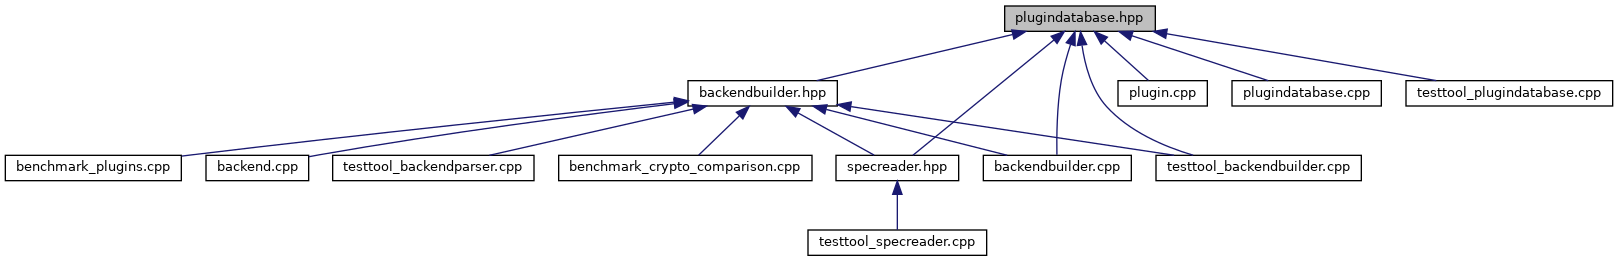 plugindatabase.hpp
backendbuilder.hpp
plugin.cpp
plugindatabase.cpp
testtool_plugindatabase.cpp
benchmark_plugins.cpp
backend.cpp
testtool_backendparser.cpp
benchmark_crypto_comparison.cpp
specreader.hpp
backendbuilder.cpp
testtool_backendbuilder.cpp
testtool_specreader.cpp